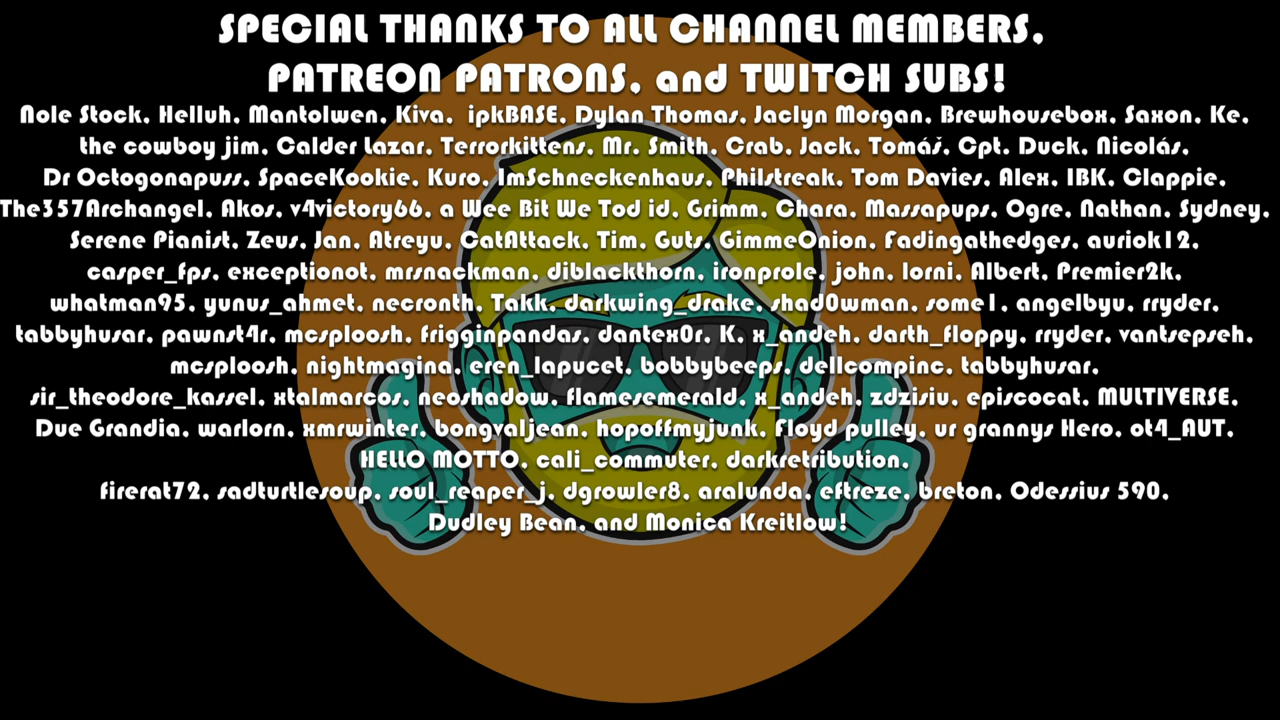 SPECIAL THANKS TO ALL CHANNEL MEMBERS,
PATREON PATRONS, and TWITCH SUBS!
Nole Stock, Helluh, Mantolwen, Kiva, ipkBASE, Dylan Thomas, Jaclyn Morgan, Brewhousebox, Saxon, Ke,
the cowboy jim, Calder Lazar, Terrorkittens, Mr. Smith, Crab, Jack, Tomáš, Cpt. Duck, Nicolás,
Dr Octogonapuss, SpaceKookie, Kuro, ImSchneckenhaus, Philstreak, Tom Davies, Alex, IBK, Clappie,
The357Archangel, Akos, v4victory66, a Wee Bit We Tod id, Grimm, Chara, Massapups, Ogre, Nathan, Sydney,
Serene Pianist, Zeus, Jan, Atreyu, CatAttack, Tim, Guts, GimmeOnion, Fadingathedges, auriok12,
casper_fps, exceptionot, mrsnackman, diblackthorn, ironprole, john, lorni, Albert, Premier2k,
whatman95, yunus_ahmet, necronth, Takk, darkwing_drake, shad0wman, some1, angelbyu, rryder,
tabbyhusar, pawnst4r, mcsploosh, frigginpandas, dantex0r, K, x_andeh, darth_floppy, rryder, vantsepseh,
mcsploosh, nightmagina, eren_lapucet, bobbybeeps, dellcompinc, tabbyhusar,
sir_theodore_kassel, xtalmarcos, neoshadow, flamesemerald, x_andeh, zdzisiu, episcocat, MULTIVERSE,
Due Grandia, warlorn, xmrwinter, bongvaljean, hopoffmyjunk, Floyd pulley, ur grannys Hero, ot4_AUT,
HELLO MOTTO, cali_commuter, darkretribution,
firerat72, sadturtlesoup, soul_reaper_j, dgrowler8, aralunda, eftreze, breton, Odessius 590,
Dudley Bean, and Monica Kreitlow!